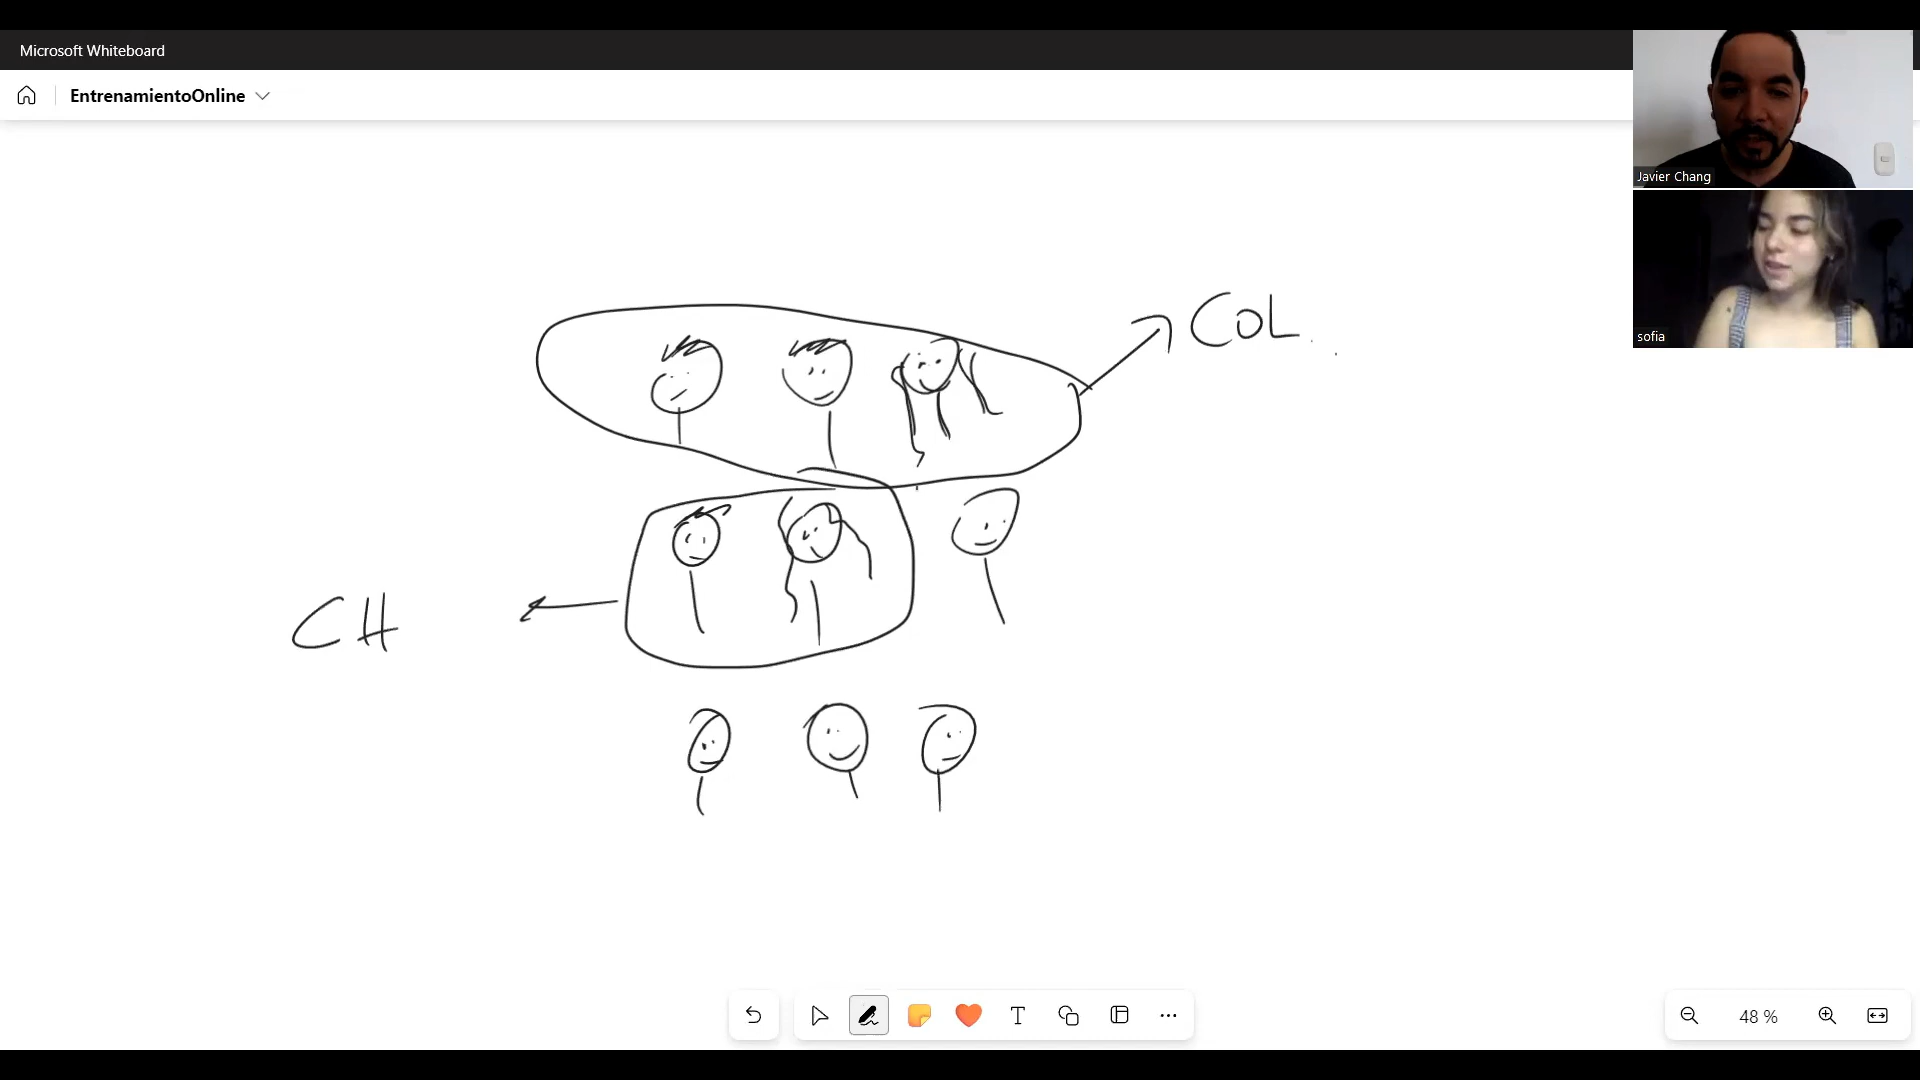 Microsoft Whiteboard
EntrenamientoOnline
Javier Chang
sofia
COL
CH
48 %